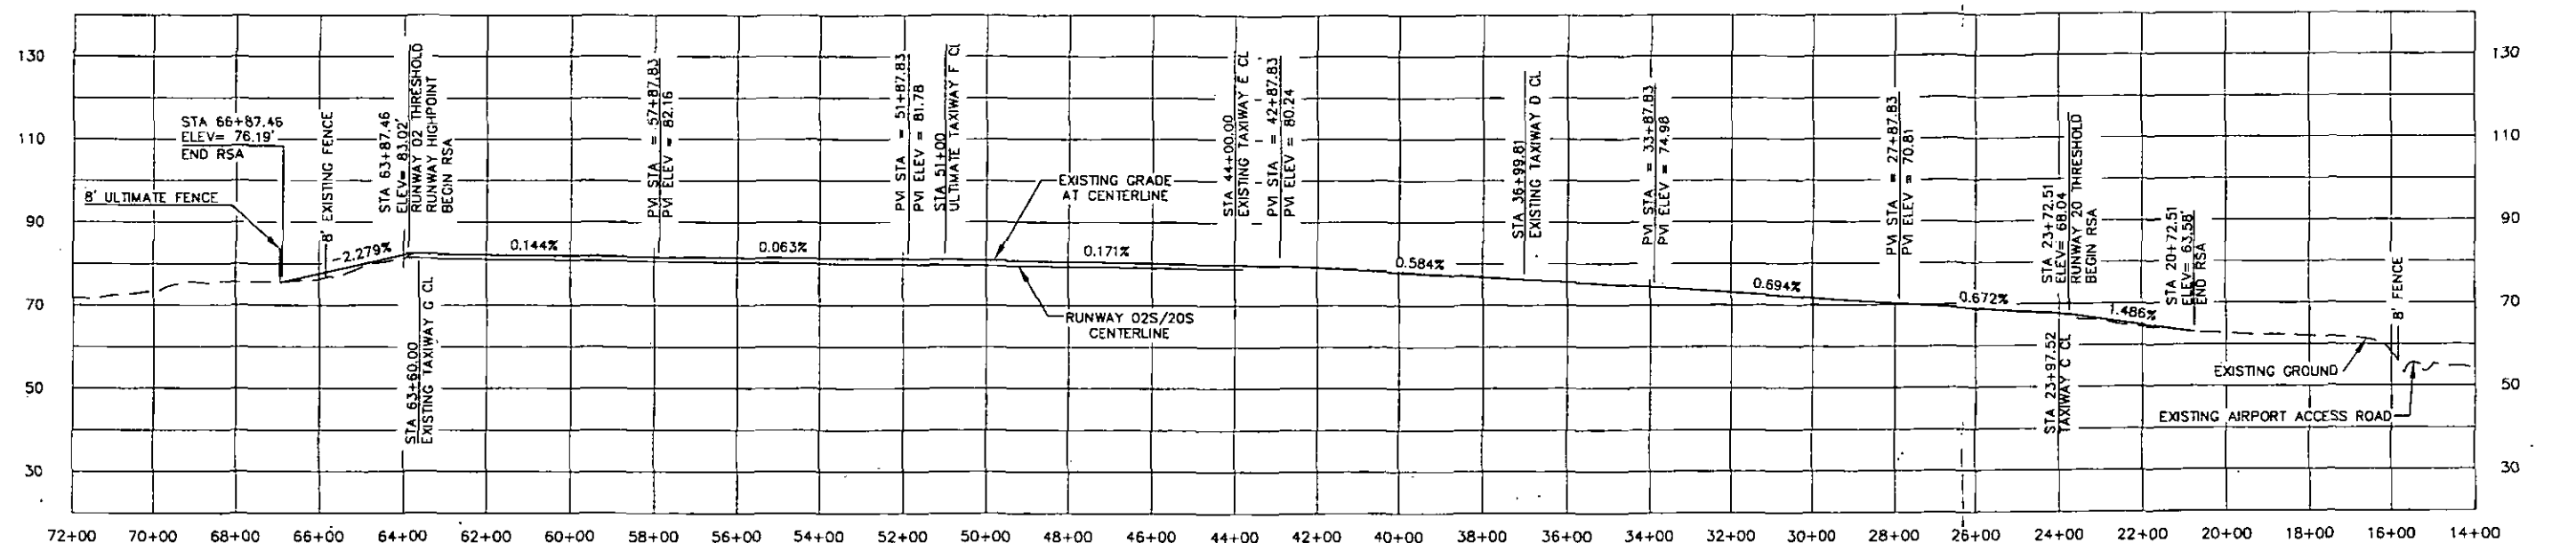 130
110
90
70
50
30
STA 66+87.46
ELEV= 76.19'
END RSA
8' ULTIMATE FENCE
8' EXISTING FENCE
-2.279%
STA 63+87.46
ELEV= 83.02'
RUNWAY 02 THRESHOLD
RUNWAY HIGHPOINT
BEGIN RSA
STA 63+60.00
EXISTING TAXIWAY G CL
0.144%
PVI STA = 57+87.83
PVI ELEV = 82.16
0.063%
PVI STA = 51+87.83
PVI ELEV = 81.78
STA 51+00
ULTIMATE TAXIWAY F CL
EXISTING GRADE
AT CENTERLINE
0.171%
RUNWAY 02S/20S
CENTERLINE
STA 44+00.00
EXISTING TAXIWAY E CL
PVI STA = 42+87.83
PVI ELEV = 80.24
0.584%
STA 36+99.81
EXISTING TAXIWAY D CL
PVI STA = 33+87.83
PVI ELEV = 74.98
0.694%
PVI STA = 27+87.83
PVI ELEV = 70.81
0.672%
STA 23+72.51
ELEV= 68.04
RUNWAY 20 THRESHOLD
BEGIN RSA
STA 23+97.52
TAXIWAY C CL
1.486%
STA 20+72.51
ELEV= 63.58'
END RSA
8' FENCE
EXISTING GROUND
EXISTING AIRPORT ACCESS ROAD
130
110
90
70
50
30
72+00 70+00 68+00 66+00 64+00 62+00 60+00 58+00 56+00 54+00 52+00 50+00 48+00 46+00 44+00 42+00 40+00 38+00 36+00 34+00 32+00 30+00 28+00 26+00 24+00 22+00 20+00 18+00 16+00 14+00